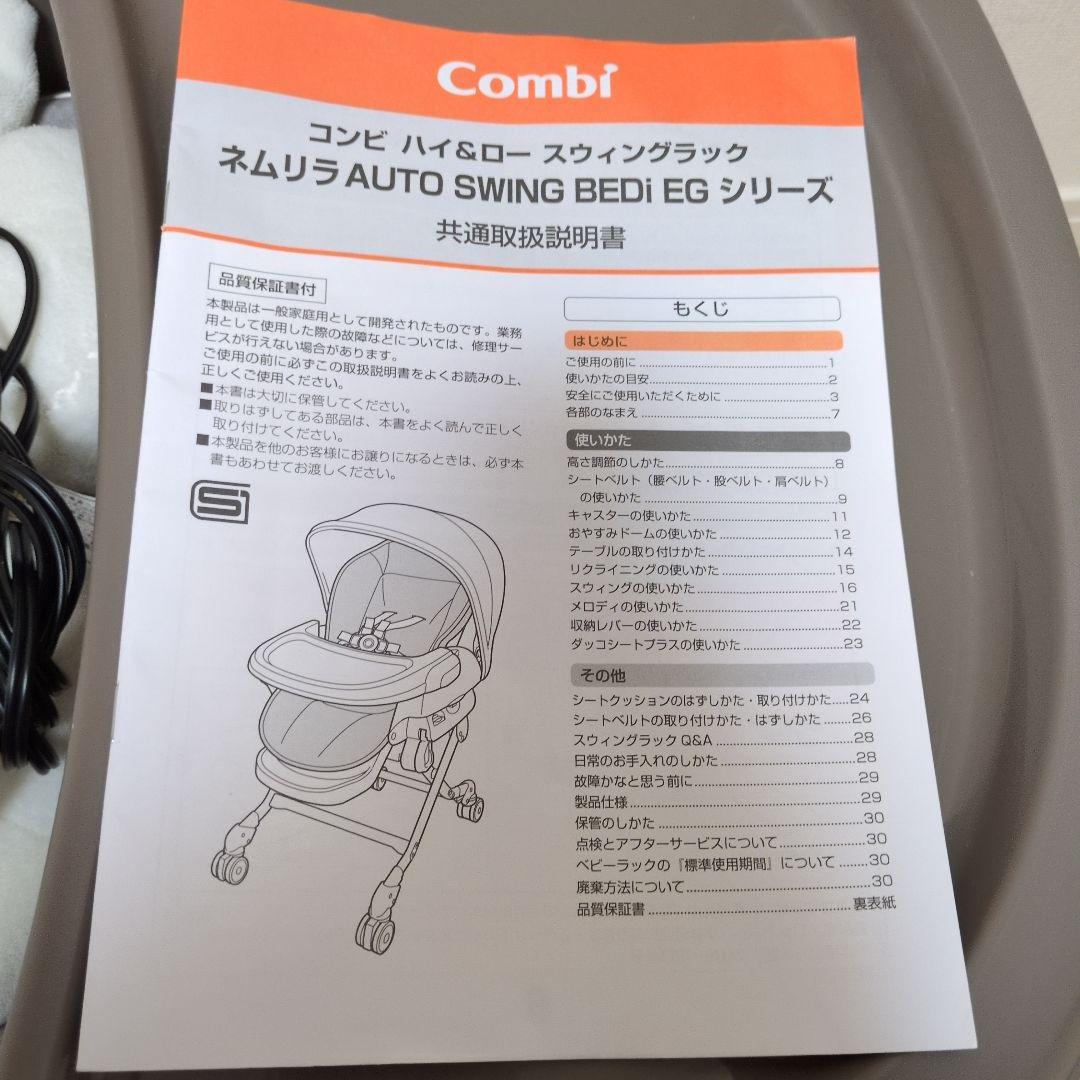 Combi
コンビ ハイ&ロー スウィングラック
ネムリラ AUTO SWING BEDi EG シリーズ
共通取扱説明書
品質保証書付
本製品は一般家庭用として開発されたものです。業務
用として使用した際の故障などについては、修理サー
ビスが行えない場合があります。
ご使用の前に必ずこの取扱説明書をよくお読みの上、
正しくご使用ください。
■本書は大切に保管してください。
■取りはずしてある部品は、本書をよく読んで正しく
取り付けてください。
■本製品を他のお客様にお譲りになるときは、必ず本
書もあわせてお渡しください。
もくじ
はじめに
ご使用の前に 1
使いかたの目安 2
安全にご使用いただくために 3
各部のなまえ 7
使いかた
高さ調節のしかた 8
シートベルト(腰ベルト・股ベルト・肩ベルト)
の使いかた 9
キャスターの使いかた 11
おやすみドームの使いかた 12
テーブルの取り付けかた 14
リクライニングの使いかた 15
スウィングの使いかた 16
メロディの使いかた 21
収納レバーの使いかた 22
ダッコシートプラスの使いかた 23
その他
シートクッションのはずしかた・取り付けかた 24
シートベルトの取り付けかた・はずしかた 26
スウィングラック Q&A 28
日常のお手入れのしかた 28
故障かなと思う前に 29
製品仕様 29
保管のしかた 30
点検とアフターサービスについて 30
ベビーラックの『標準使用期間』について 30
廃棄方法について 30
品質保証書 裏表紙